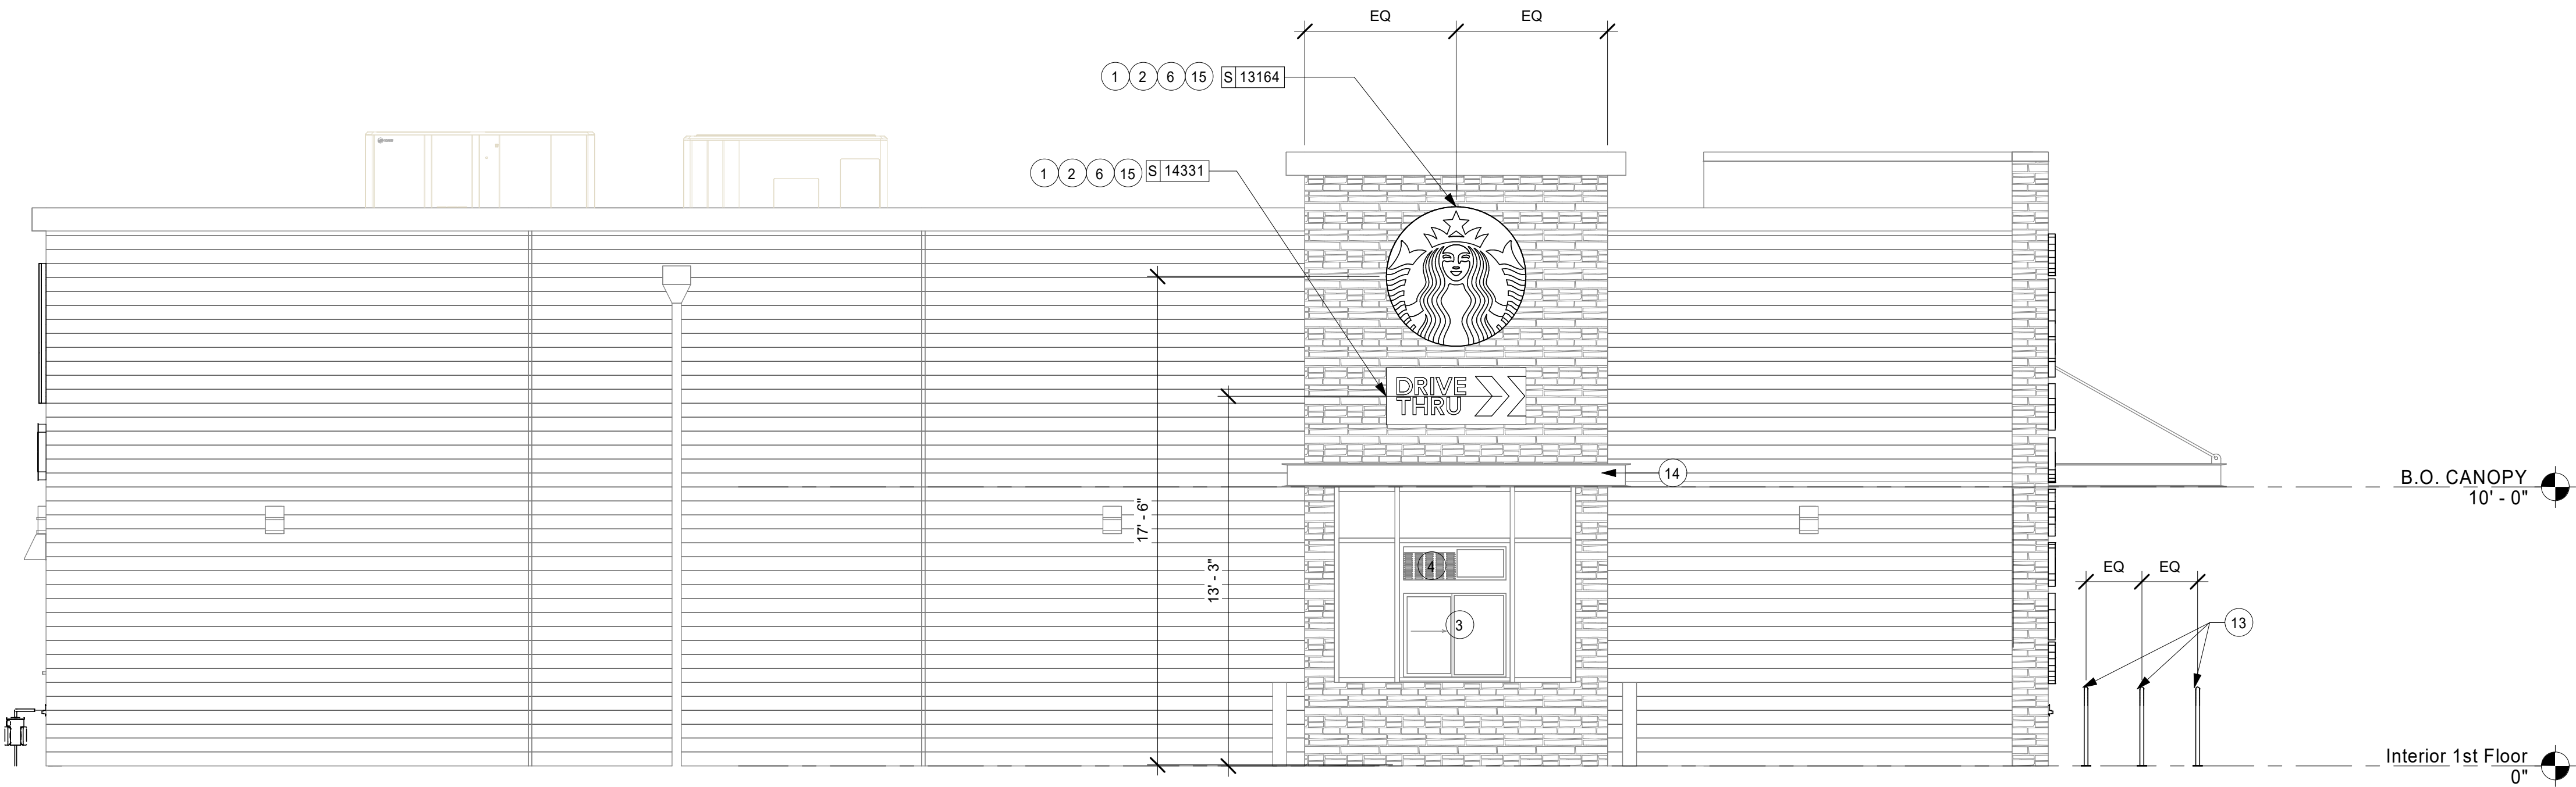 EQ EQ
1 2 6 15 S 13164
1 2 6 15 S 14331
DRIVE
THRU
14
B.O. CANOPY
10' - 0"
17' - 6"
13' - 3"
4
3
EQ EQ
13
Interior 1st Floor
0"